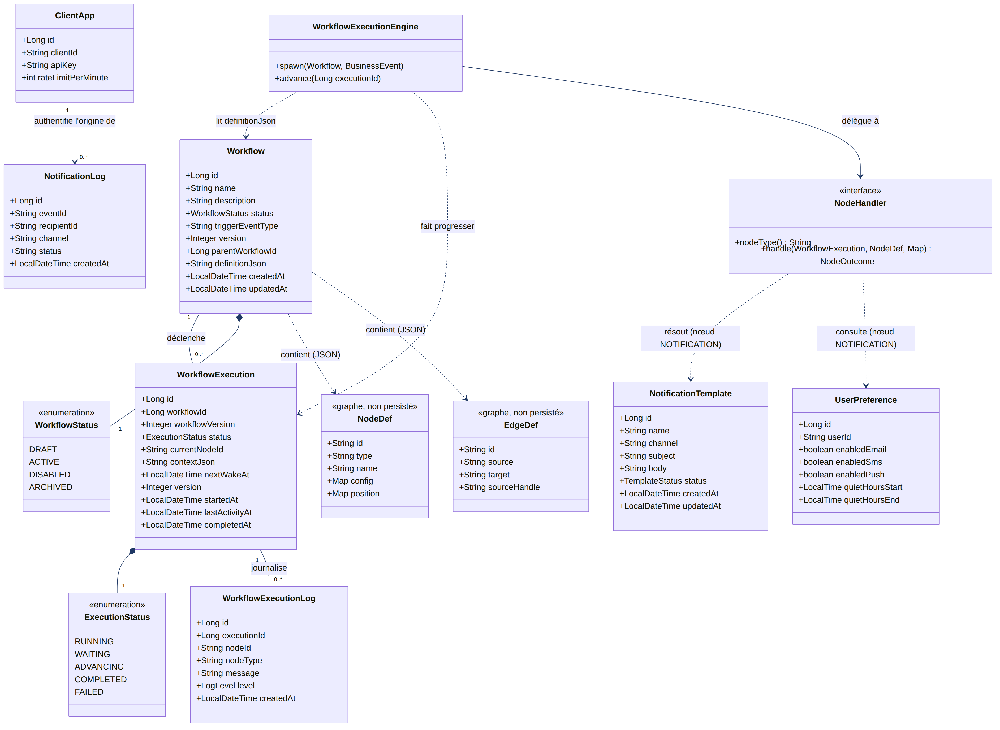 ClientApp
+Long id
+String clientId
+String apiKey
+int rateLimitPerMinute
1
authentifie l'origine de
0..*
NotificationLog
+Long id
+String eventId
+String recipientId
+String channel
+String status
+LocalDateTime createdAt
WorkflowExecutionEngine
+spawn(Workflow, BusinessEvent)
+advance(Long executionId)
lit definitionJson
délègue à
fait progresser
Workflow
+Long id
+String name
+String description
+WorkflowStatus status
+String triggerEventType
+Integer version
+Long parentWorkflowId
+String definitionJson
+LocalDateTime createdAt
+LocalDateTime updatedAt
«interface»
NodeHandler
+nodeType() : String
+handle(WorkflowExecution, NodeDef, Map) :
NodeOutcome
1
déclenche
0..*
contient (JSON)
contient (JSON)
résout (nœud
NOTIFICATION)
consulte (nœud
NOTIFICATION)
«enumeration»
WorkflowStatus
DRAFT
ACTIVE
DISABLED
ARCHIVED
1
WorkflowExecution
+Long id
+Long workflowId
+Integer workflowVersion
+ExecutionStatus status
+String currentNodeId
+String contextJson
+LocalDateTime nextWakeAt
+Integer version
+LocalDateTime startedAt
+LocalDateTime lastActivityAt
+LocalDateTime completedAt
«graphe, non persisté»
NodeDef
+String id
+String type
+String name
+Map config
+Map position
«graphe, non persisté»
EdgeDef
+String id
+String source
+String target
+String sourceHandle
NotificationTemplate
+Long id
+String name
+String channel
+String subject
+String body
+TemplateStatus status
+LocalDateTime createdAt
+LocalDateTime updatedAt
UserPreference
+Long id
+String userId
+boolean enabledEmail
+boolean enabledSms
+boolean enabledPush
+LocalTime quietHoursStart
+LocalTime quietHoursEnd
1
1
journalise
0..*
«enumeration»
ExecutionStatus
RUNNING
WAITING
ADVANCING
COMPLETED
FAILED
WorkflowExecutionLog
+Long id
+Long executionId
+String nodeId
+String nodeType
+String message
+LogLevel level
+LocalDateTime createdAt